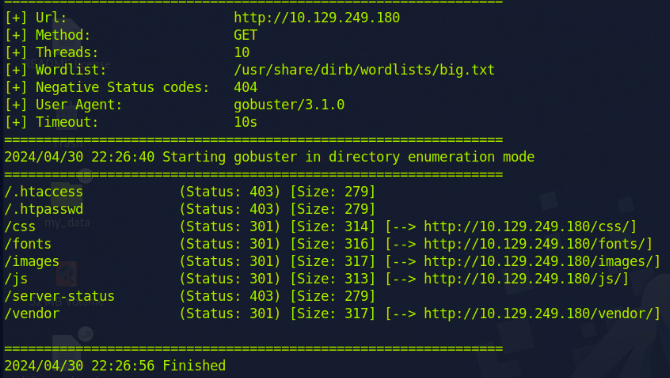 ===============================================================
[+] Url:                     http://10.129.249.180
[+] Method:                  GET
[+] Threads:                 10
[+] Wordlist:                /usr/share/dirb/wordlists/big.txt
[+] Negative Status codes:   404
[+] User Agent:              gobuster/3.1.0
[+] Timeout:                 10s
===============================================================
2024/04/30 22:26:40 Starting gobuster in directory enumeration mode
===============================================================
/.htaccess            (Status: 403) [Size: 279]
/.htpasswd            (Status: 403) [Size: 279]
/css                  (Status: 301) [Size: 314] [--> http://10.129.249.180/css/]
/fonts                (Status: 301) [Size: 316] [--> http://10.129.249.180/fonts/]
/images               (Status: 301) [Size: 317] [--> http://10.129.249.180/images/]
/js                   (Status: 301) [Size: 313] [--> http://10.129.249.180/js/]
my_data
/server-status        (Status: 403) [Size: 279]
/vendor               (Status: 301) [Size: 317] [--> http://10.129.249.180/vendor/]
===============================================================
2024/04/30 22:26:56 Finished